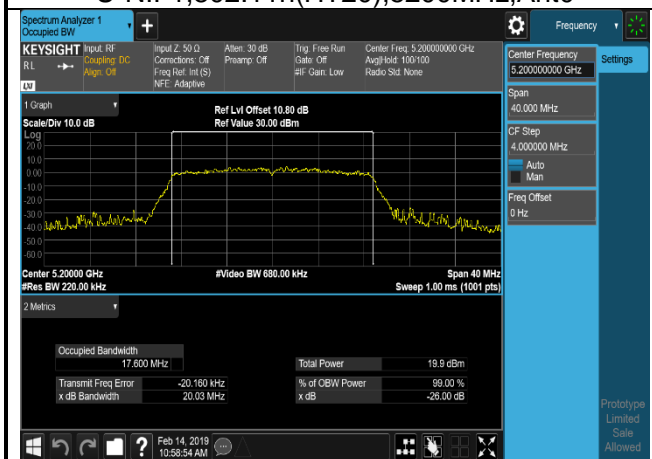 U-NII-1,802.11n(HT20),5200MHz,Ant0
Spectrum Analyzer 1
Occupied BW
+
Frequency
KEYSIGHT
RL
LXI
Input: RF
Coupling: DC
Align: Off
Input Z: 50 Ω
Corrections: Off
Freq Ref: Int (S)
NFE: Adaptive
Atten: 30 dB
Preamp: Off
Trig: Free Run
Gate: Off
#IF Gain: Low
Center Freq: 5.200000000 GHz
Avg|Hold: 100/100
Radio Std: None
Center Frequency
5.200000000 GHz
Settings
Span
40.000 MHz
CF Step
4.000000 MHz
Auto
Man
Freq Offset
0 Hz
1 Graph
Scale/Div 10.0 dB
Ref Lvl Offset 10.80 dB
Ref Value 30.00 dBm
Log
20.0
10.0
0.00
-10.0
-20.0
-30.0
-40.0
-50.0
-60.0
Center 5.20000 GHz
#Res BW 220.00 kHz
#Video BW 680.00 kHz
Span 40 MHz
Sweep 1.00 ms (1001 pts)
2 Metrics
Occupied Bandwidth
17.600 MHz
Total Power 19.9 dBm
Transmit Freq Error -20.160 kHz
% of OBW Power 99.00 %
x dB Bandwidth 20.03 MHz
x dB -26.00 dB
Prototype
Limited
Sale
Allowed
?
Feb 14, 2019
10:58:54 AM